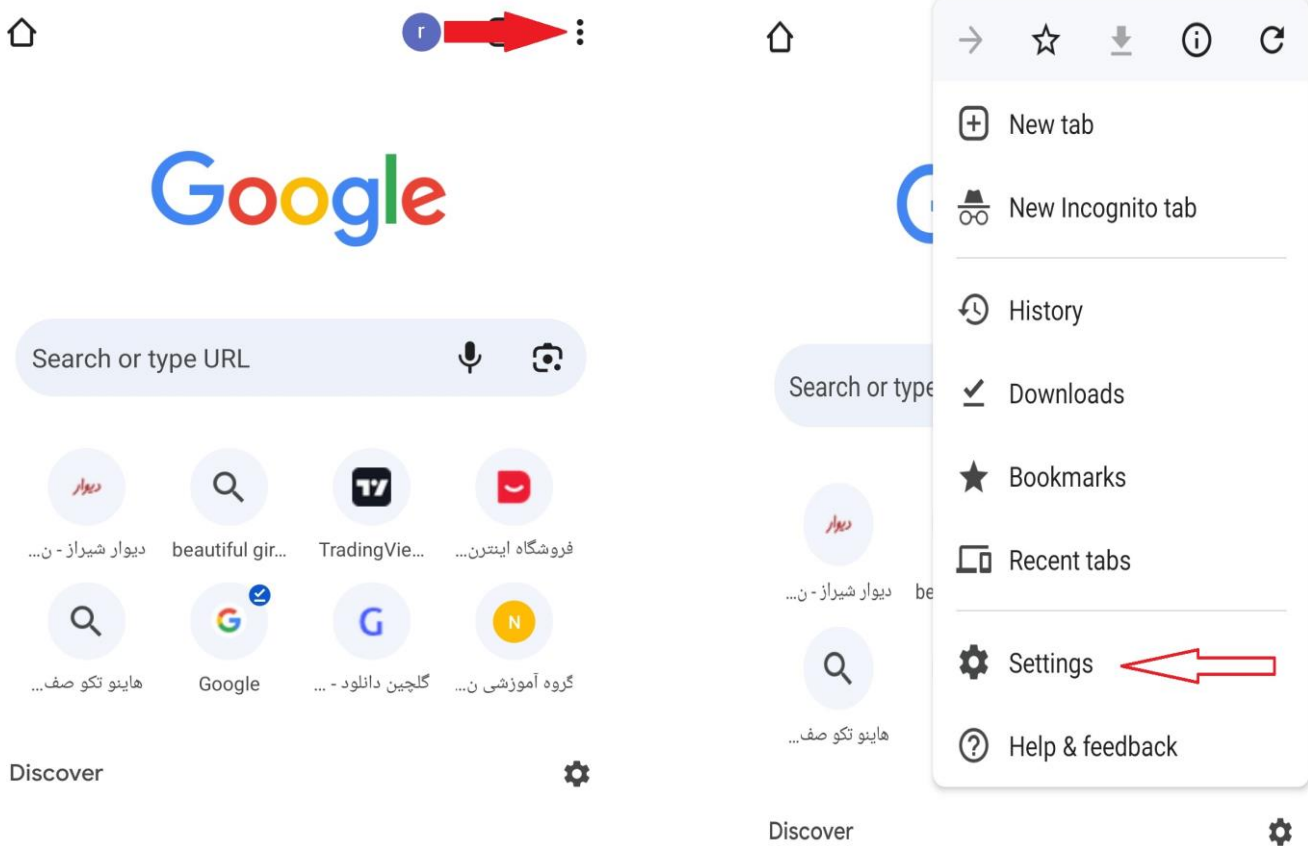 r
Google
Search or type URL
دیوار
دیوار شیراز - ن...
beautiful gir...
TradingVie...
فروشگاه اینترن...
هاینو تکو صف...
G
Google
G
گلچین دانلود - ...
N
گروه آموزشی ن...
Discover
G
Search or type
دیوار
دیوار شیراز - ن...
be
هاینو تکو صف...
Discover
New tab
New Incognito tab
History
Downloads
Bookmarks
Recent tabs
Settings
Help & feedback